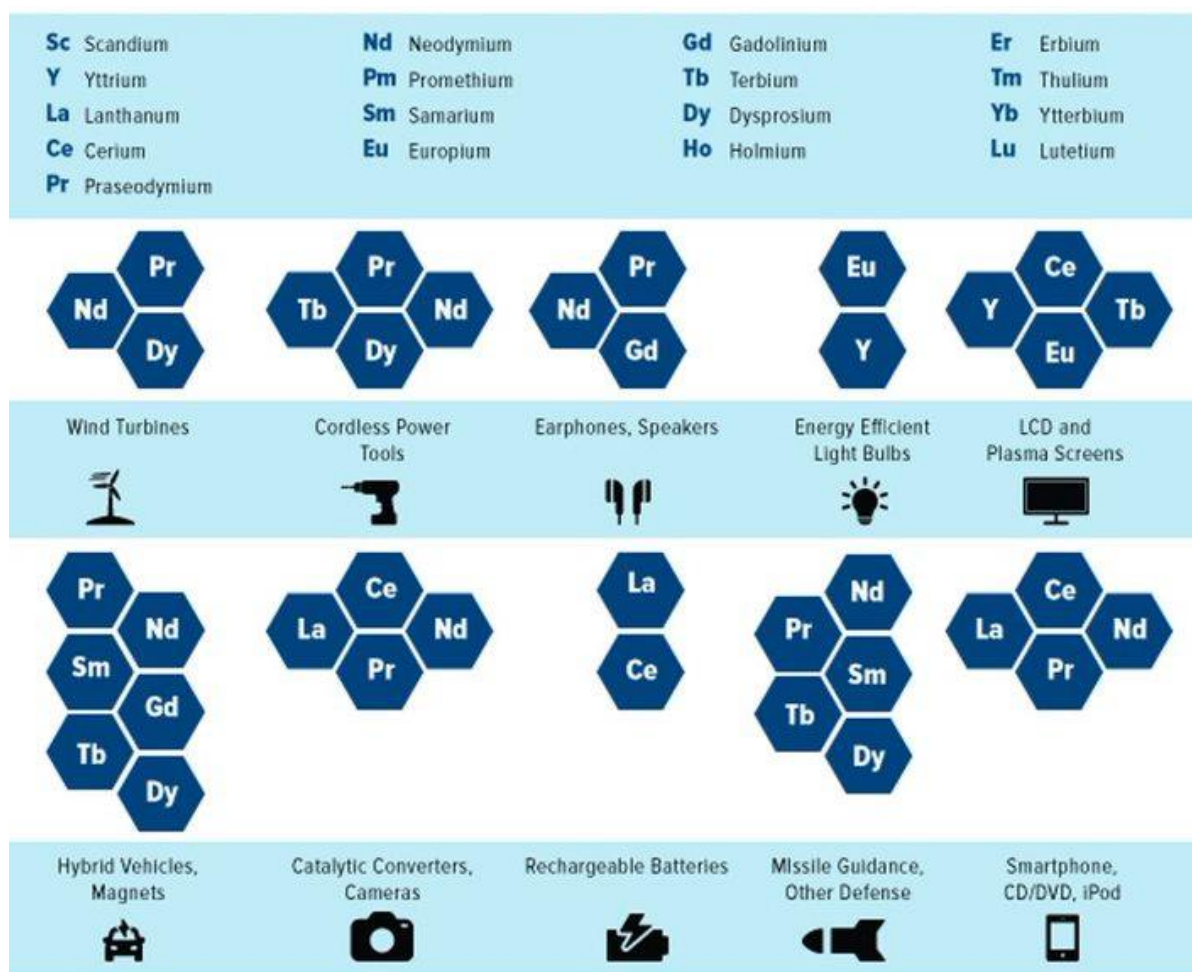 Sc Scandium
Y Yttrium
La Lanthanum
Ce Cerium
Pr Praseodymium
Nd Neodymium
Pm Promethium
Sm Samarium
Eu Europium
Gd Gadolinium
Tb Terbium
Dy Dysprosium
Ho Holmium
Er Erbium
Tm Thulium
Yb Ytterbium
Lu Lutetium
Pr
Nd
Dy
Pr
Tb
Nd
Dy
Pr
Nd
Gd
Eu
Y
Ce
Y
Tb
Eu
Wind Turbines
Cordless Power
Tools
Earphones, Speakers
Energy Efficient
Light Bulbs
LCD and
Plasma Screens
Pr
Nd
Sm
Gd
Tb
Dy
Ce
La
Nd
Pr
La
Ce
Nd
Pr
Sm
Tb
Dy
Ce
La
Nd
Pr
Hybrid Vehicles,
Magnets
Catalytic Converters,
Cameras
Rechargeable Batteries
MIssile Guidance,
Other Defense
Smartphone,
CD/DVD, iPod